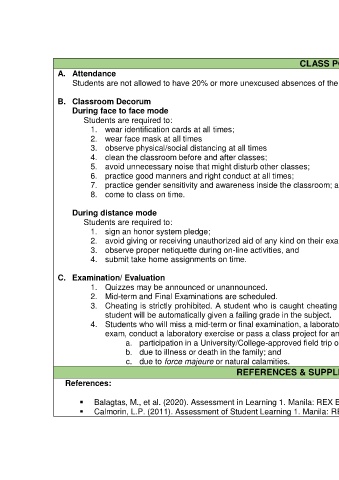 CLASS P
A. Attendance
Students are not allowed to have 20% or more unexcused absences of the
B. Classroom Decorum
During face to face mode
Students are required to:
1. wear identification cards at all times;
2. wear face mask at all times
3. observe physical/social distancing at all times
4. clean the classroom before and after classes;
5. avoid unnecessary noise that might disturb other classes;
6. practice good manners and right conduct at all times;
7. practice gender sensitivity and awareness inside the classroom; a
8. come to class on time.
During distance mode
Students are required to:
1. sign an honor system pledge;
2. avoid giving or receiving unauthorized aid of any kind on their exa
3. observe proper netiquette during on-line activities, and
4. submit take home assignments on time.
C. Examination/ Evaluation
1. Quizzes may be announced or unannounced.
2. Mid-term and Final Examinations are scheduled.
3. Cheating is strictly prohibited. A student who is caught cheating
student will be automatically given a failing grade in the subject.
4. Students who will miss a mid-term or final examination, a laborato
exam, conduct a laboratory exercise or pass a class project for an
a. participation in a University/College-approved field trip o
b. due to illness or death in the family; and
c. due to force majeure or natural calamities.
REFERENCES & SUPPL
References:
▪ Balagtas, M., et al. (2020). Assessment in Learning 1. Manila: REX E
▪ Calmorin, L.P. (2011). Assessment of Student Learning 1. Manila: R